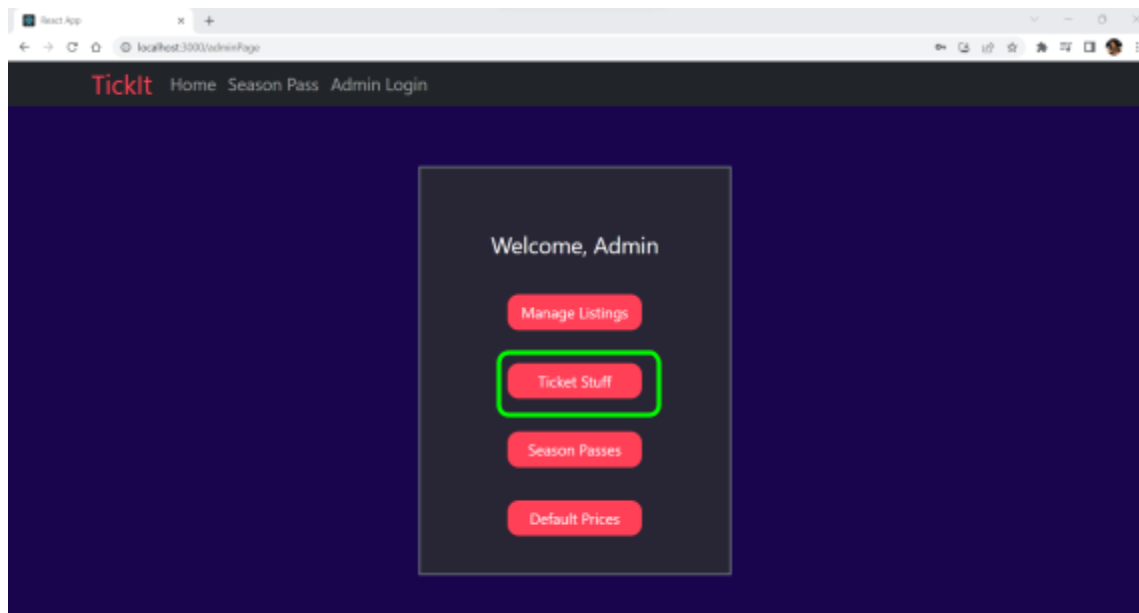 React App
localhost:3000/adminPage
TickIt Home Season Pass Admin Login
Welcome, Admin
Manage Listings
Ticket Stuff
Season Passes
Default Prices